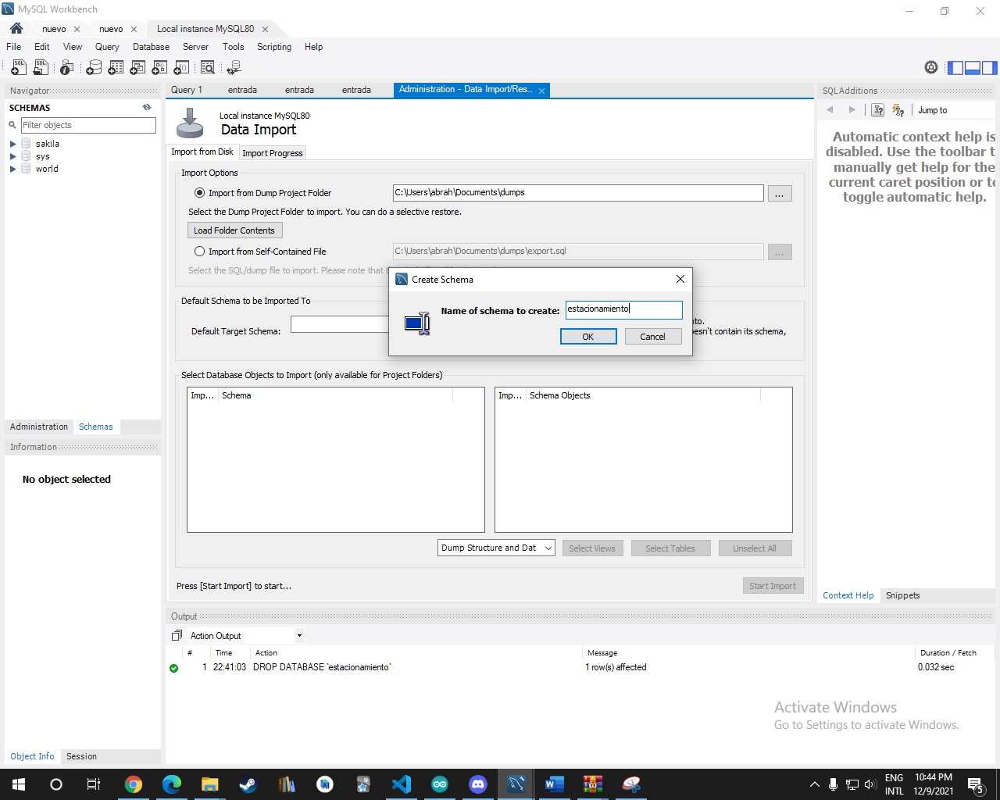 MySQL Workbench
nuevo
nuevo
Local instance MySQL80
File Edit View Query Database Server Tools Scripting Help
Navigator
SCHEMAS
Filter objects
sakila
sys
world
Administration Schemas
Information
No object selected
Object Info Session
Query 1 entrada entrada entrada Administration - Data Import/Res...
Local instance MySQL80
Data Import
Import from Disk Import Progress
Import Options
Import from Dump Project Folder C:\Users\abrah\Documents\dumps ...
Select the Dump Project Folder to import. You can do a selective restore.
Load Folder Contents
Import from Self-Contained File C:\Users\abrah\Documents\dumps\export.sql ...
Select the SQL/dump file to import. Please note that
Create Schema
Name of schema to create: estacionamiento
OK Cancel
Default Schema to be Imported To
Default Target Schema:
nto.
esn't contain its schema,
Select Database Objects to Import (only available for Project Folders)
Imp... Schema
Imp... Schema Objects
Dump Structure and Dat Select Views Select Tables Unselect All
Press [Start Import] to start...
Start Import
SQLAdditions
Jump to
Automatic context help is
disabled. Use the toolbar t
manually get help for the
current caret position or to
toggle automatic help.
Context Help Snippets
Output
Action Output
# Time Action Message Duration / Fetch
1 22:41:03 DROP DATABASE `estacionamiento` 1 row(s) affected 0.032 sec
Activate Windows
Go to Settings to activate Windows.
ENG
INTL
10:44 PM
12/9/2021
5